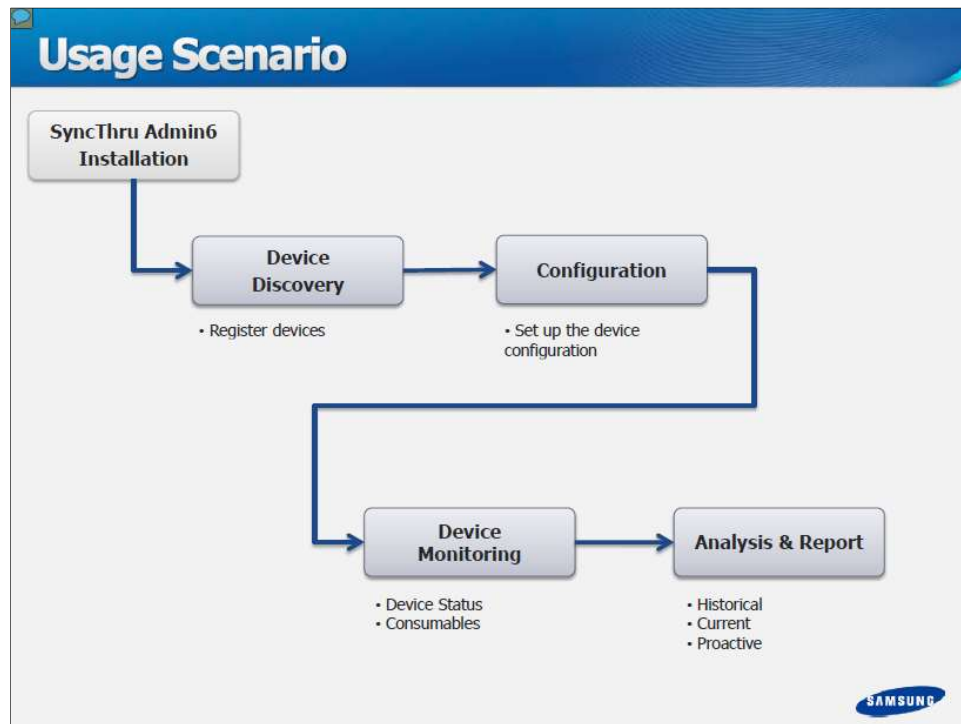 Usage Scenario
SyncThru Admin6
Installation
Device
Discovery
• Register devices
Configuration
• Set up the device
configuration
Device
Monitoring
• Device Status
• Consumables
Analysis & Report
• Historical
• Current
• Proactive
SAMSUNG